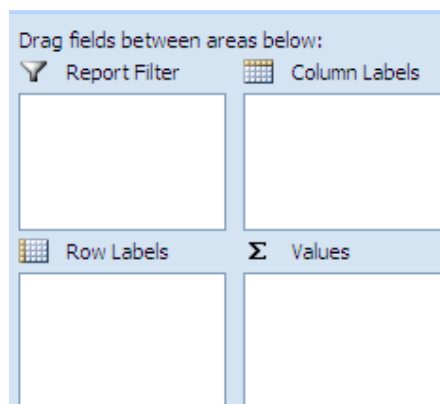 Drag fields between areas below:
Report Filter
Column Labels
Row Labels
Σ Values